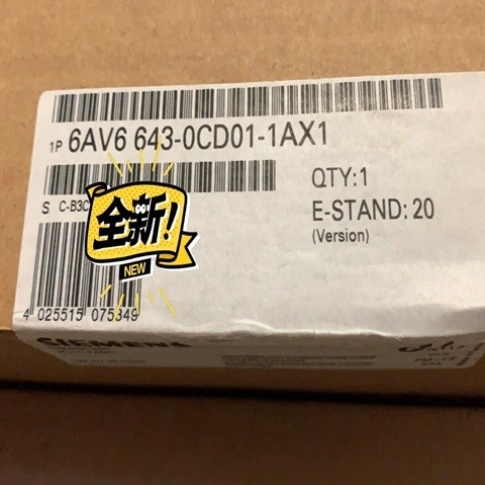 1P 6AV6 643-0CD01-1AX1
QTY:1
S C-B3C
E-STAND: 20
(Version)
全新!
NEW
4 025515 075349
SIEMENS